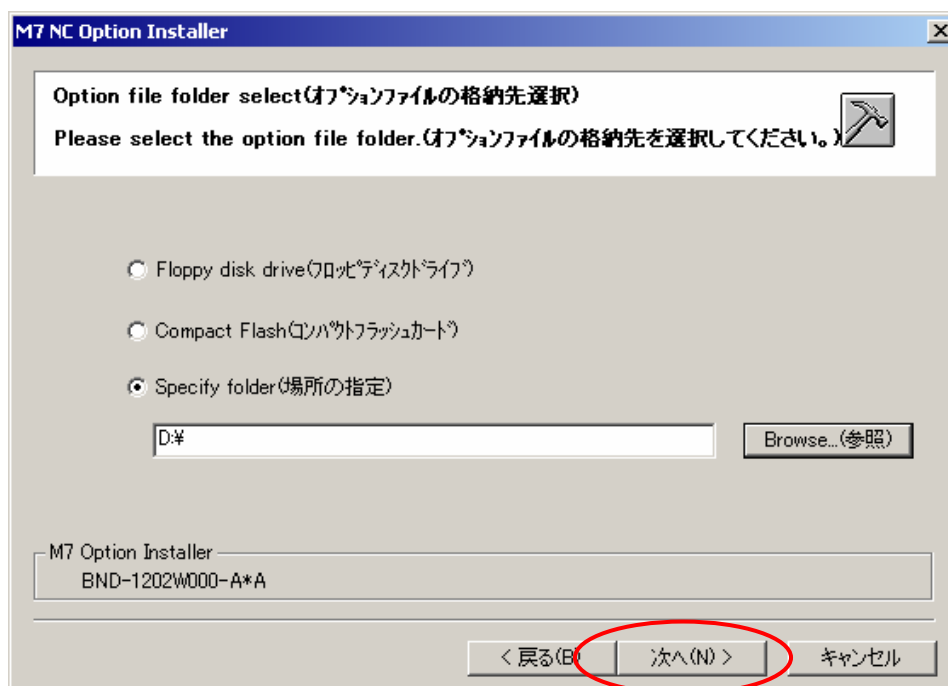 M7 NC Option Installer
Option file folder select(ｵﾌﾟｼｮﾝﾌｧｲﾙの格納先選択)
Please select the option file folder.(ｵﾌﾟｼｮﾝﾌｧｲﾙの格納先を選択してください。)
Floppy disk drive(ﾌﾛｯﾋﾟﾃﾞｨｽｸﾄﾞﾗｲﾌﾞ)
Compact Flash(ｺﾝﾊﾟｸﾄﾌﾗｯｼｭｶｰﾄﾞ)
Specify folder(場所の指定)
D:¥
Browse...(参照)
M7 Option Installer
BND-1202W000-A*A
< 戻る(B)
次へ(N) >
キャンセル